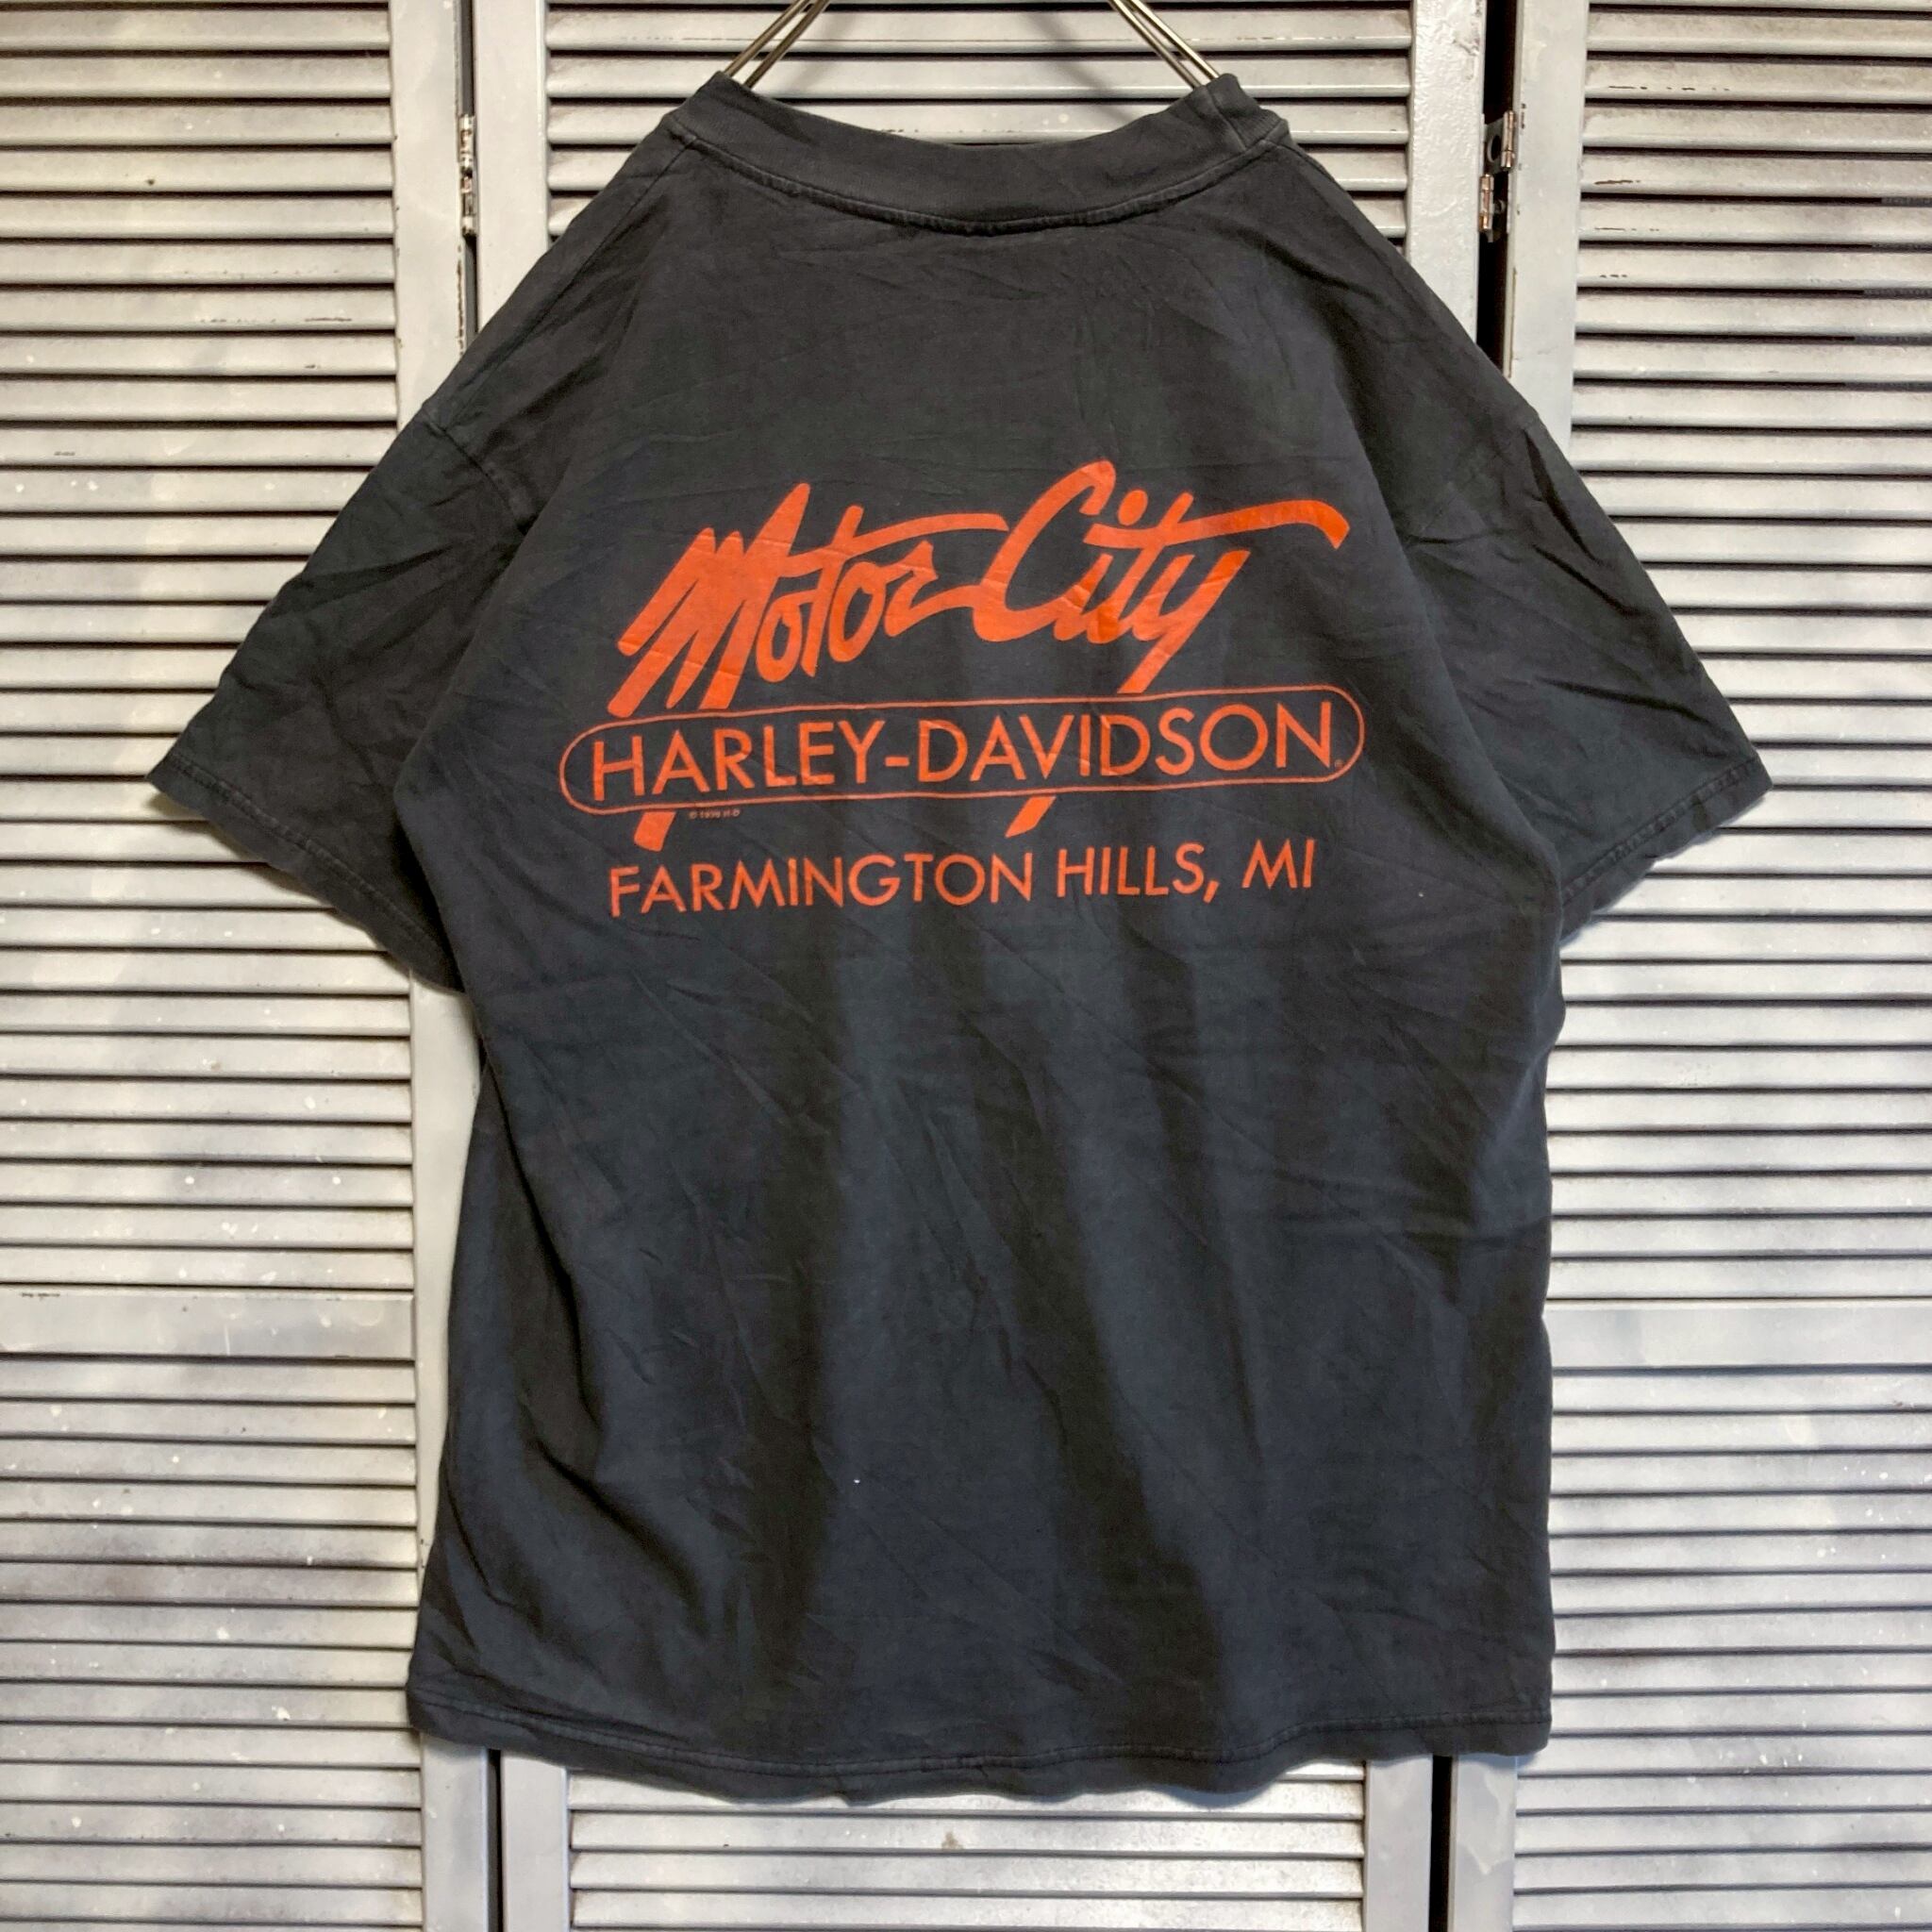 Motor City
HARLEY-DAVIDSON®
FARMINGTON HILLS, MI